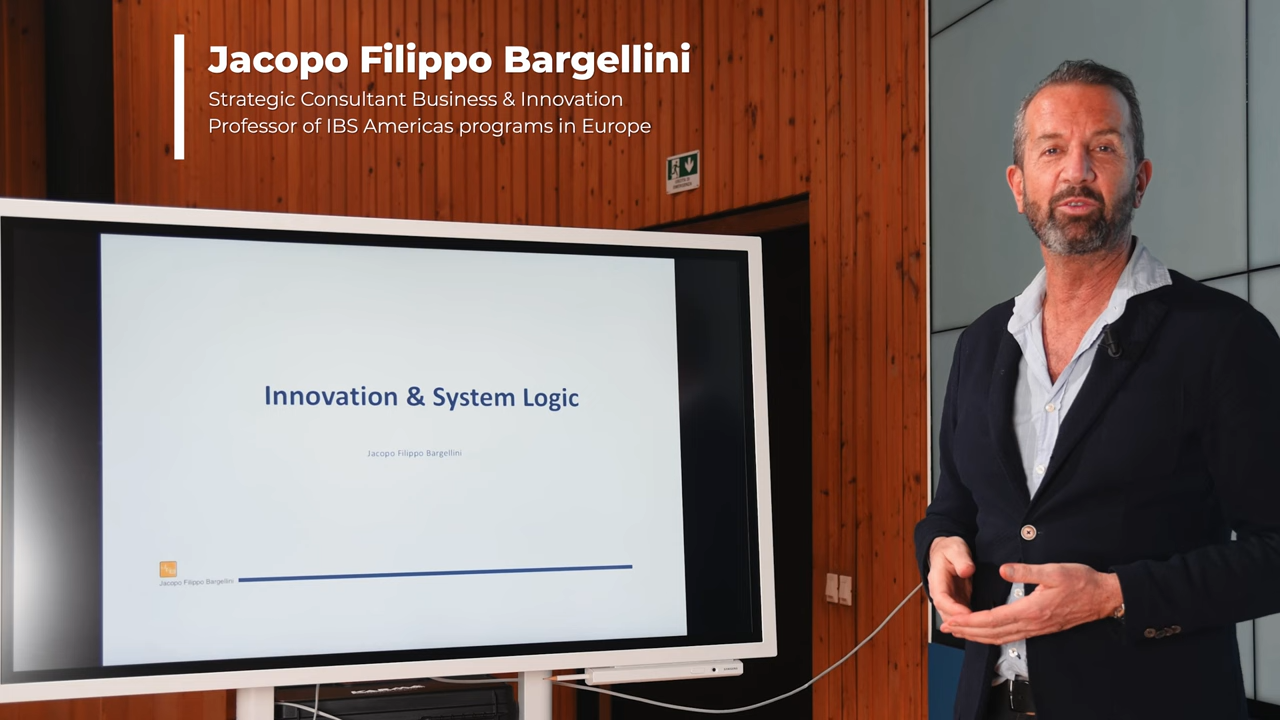 Jacopo Filippo Bargellini
Strategic Consultant Business & Innovation
Professor of IBS Americas programs in Europe
Innovation & System Logic
Jacopo Filippo Bargellini
Jacopo Filippo Bargellini